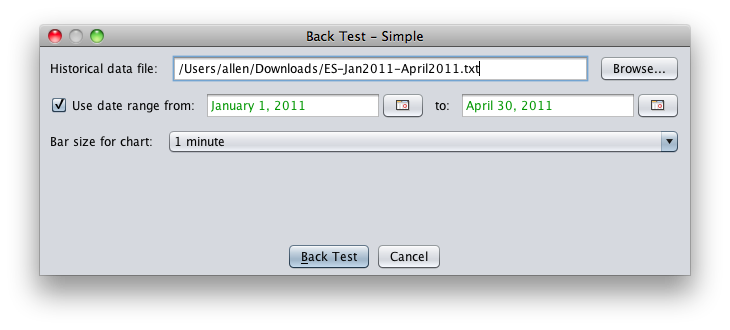 Back Test - Simple
Historical data file: /Users/allen/Downloads/ES-Jan2011-April2011.txt Browse...
Use date range from: January 1, 2011 to: April 30, 2011
Bar size for chart: 1 minute
Back Test Cancel